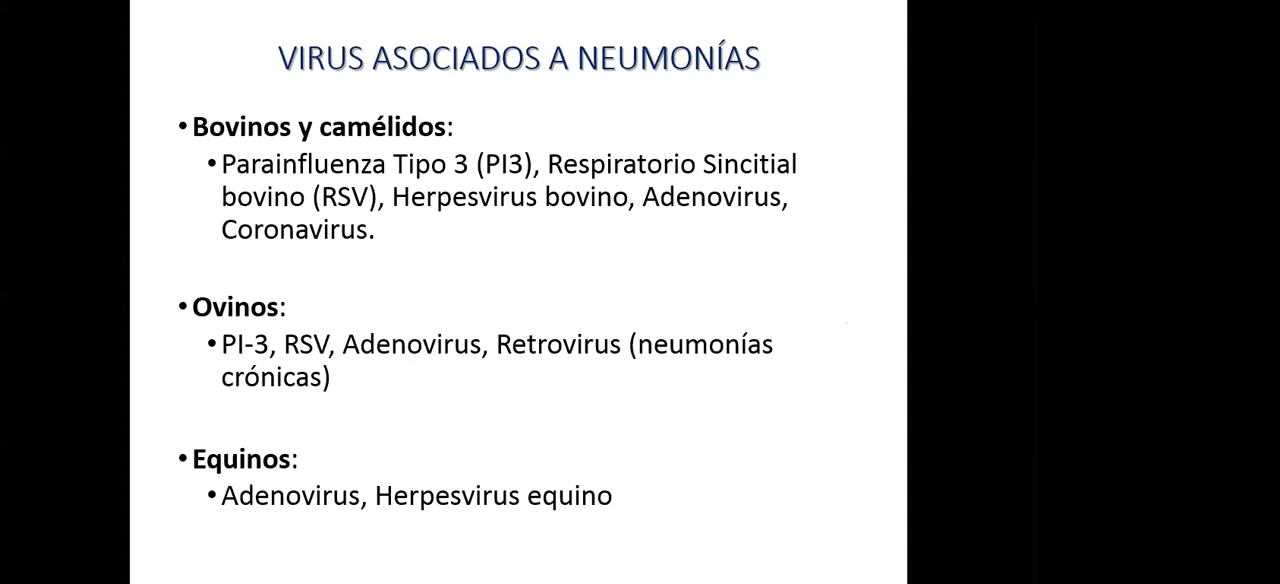 VIRUS ASOCIADOS A NEUMONÍAS
• Bovinos y camélidos:
• Parainfluenza Tipo 3 (PI3), Respiratorio Sincitial
bovino (RSV), Herpesvirus bovino, Adenovirus,
Coronavirus.
• Ovinos:
• PI-3, RSV, Adenovirus, Retrovirus (neumonías
crónicas)
• Equinos:
• Adenovirus, Herpesvirus equino